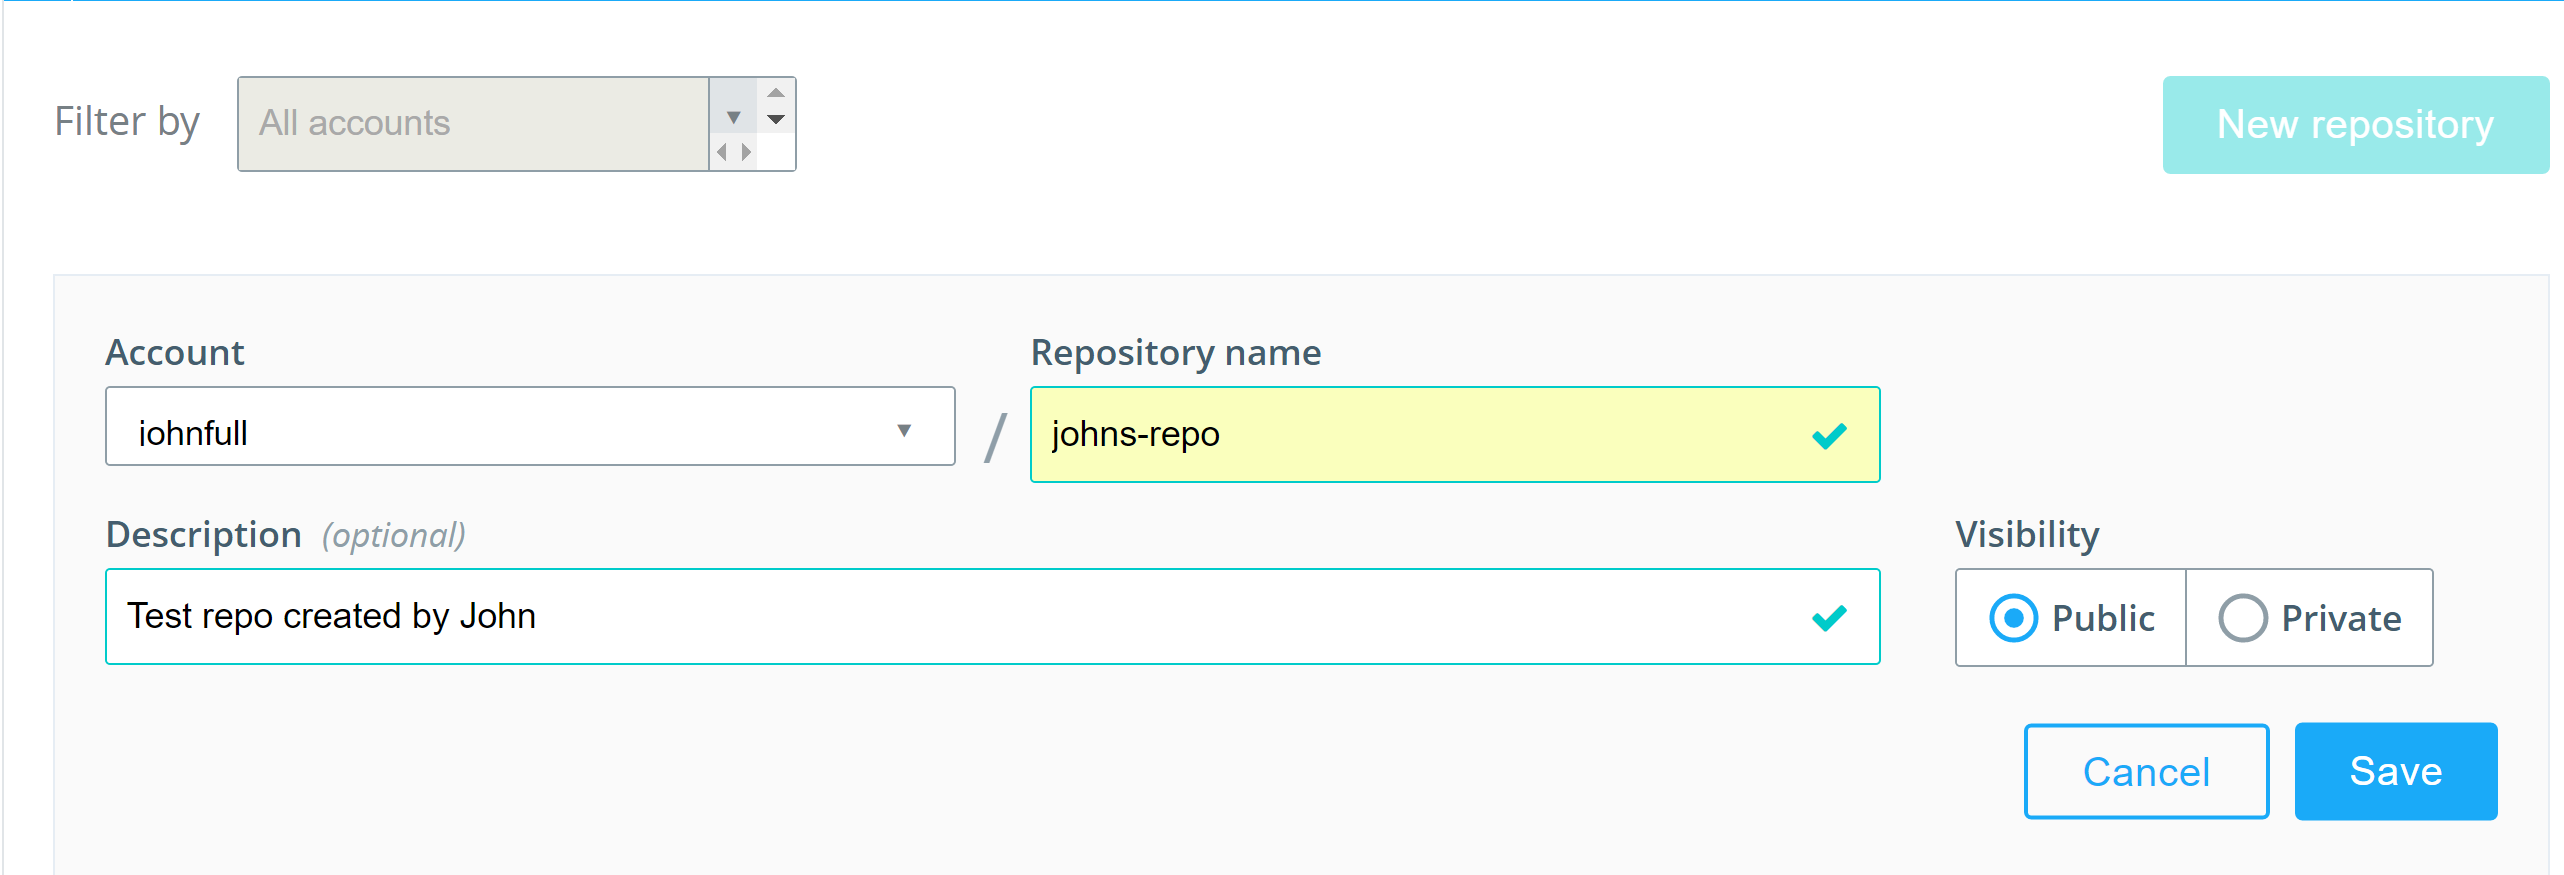 Filter by All accounts New repository
Account Repository name
johnfull / johns-repo
Description (optional) Visibility
Test repo created by John Public Private
Cancel Save